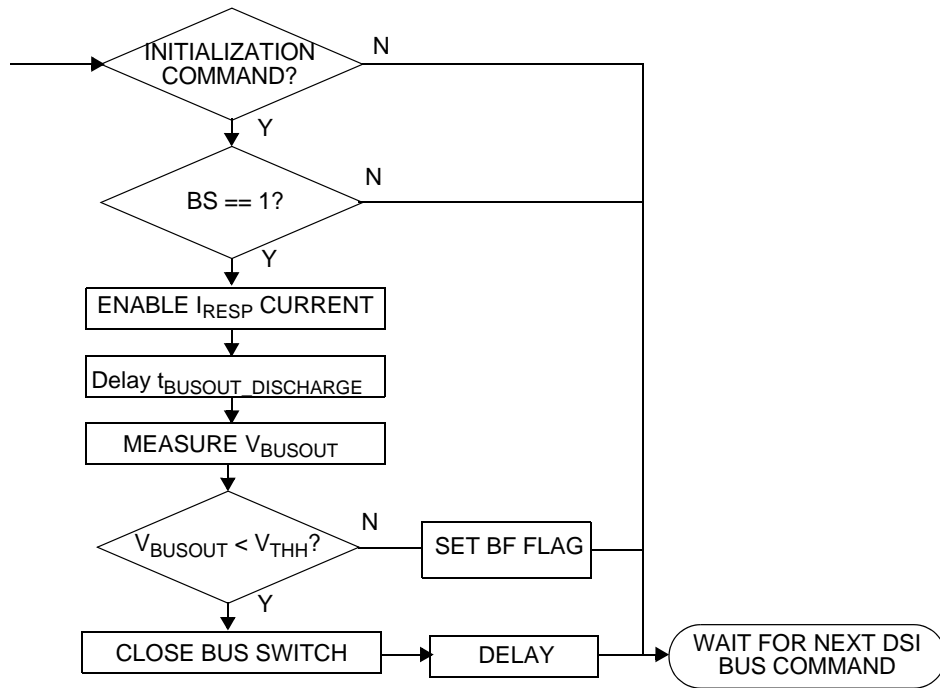 INITIALIZATION
COMMAND?
N
Y
BS == 1?
N
Y
ENABLE IRESP CURRENT
Delay tBUSOUT_DISCHARGE
MEASURE VBUSOUT
VBUSOUT < VTHH?
N
SET BF FLAG
Y
CLOSE BUS SWITCH
DELAY
WAIT FOR NEXT DSI
BUS COMMAND